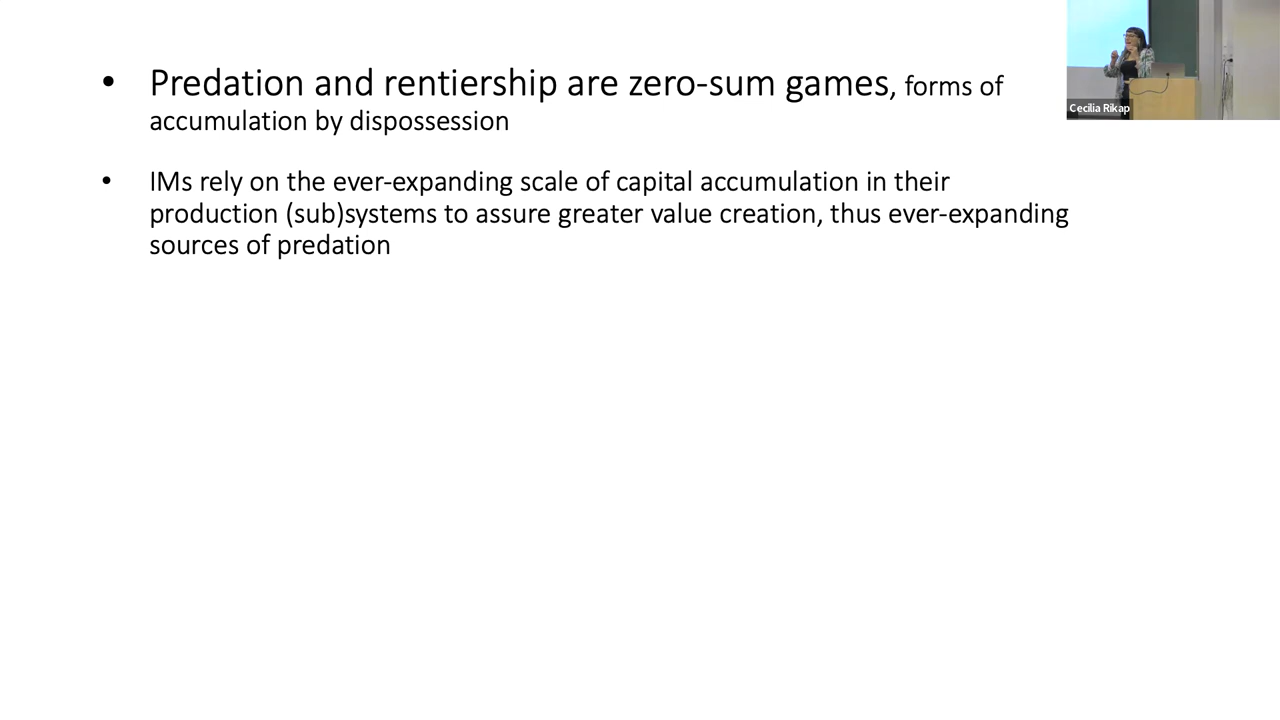 • Predation and rentiership are zero-sum games, forms of
accumulation by dispossession
• IMs rely on the ever-expanding scale of capital accumulation in their
production (sub)systems to assure greater value creation, thus ever-expanding
sources of predation
Cecilia Rikap